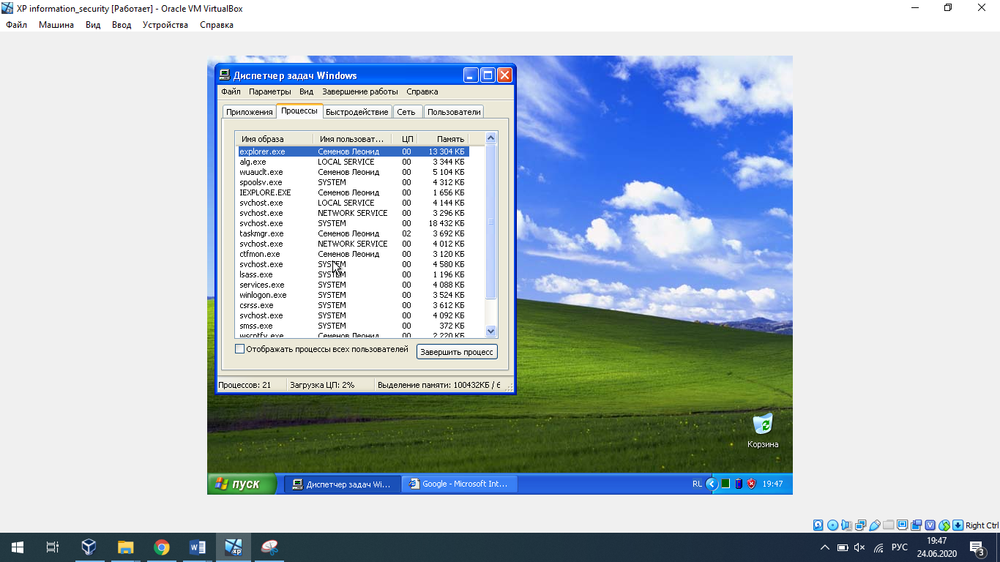 XP information_security [Работает] - Oracle VM VirtualBox
Файл Машина Вид Ввод Устройства Справка
Диспетчер задач Windows
Файл Параметры Вид Завершение работы Справка
Приложения Процессы Быстродействие Сеть Пользователи
Имя образа Имя пользоват... ЦП Память
explorer.exe Семенов Леонид 00 13 304 КБ
alg.exe LOCAL SERVICE 00 3 344 КБ
wuauclt.exe Семенов Леонид 00 5 104 КБ
spoolsv.exe SYSTEM 00 4 312 КБ
IEXPLORE.EXE Семенов Леонид 00 1 656 КБ
svchost.exe LOCAL SERVICE 00 4 144 КБ
svchost.exe NETWORK SERVICE 00 3 296 КБ
svchost.exe SYSTEM 00 18 432 КБ
taskmgr.exe Семенов Леонид 02 3 692 КБ
svchost.exe NETWORK SERVICE 00 4 012 КБ
ctfmon.exe Семенов Леонид 00 3 120 КБ
svchost.exe SYSTEM 00 4 580 КБ
lsass.exe SYSTEM 00 1 196 КБ
services.exe SYSTEM 00 4 088 КБ
winlogon.exe SYSTEM 00 3 524 КБ
csrss.exe SYSTEM 00 3 612 КБ
svchost.exe SYSTEM 00 4 092 КБ
smss.exe SYSTEM 00 372 КБ
wscntfy.exe Семенов Леонид 00 2 220 КБ
Отображать процессы всех пользователей Завершить процесс
Процессов: 21 Загрузка ЦП: 2% Выделение памяти: 100432КБ / 6
Корзина
пуск Диспетчер задач Wi... Google - Microsoft Int... RL 19:47
Right Ctrl
xp РУС 19:47
24.06.2020 3